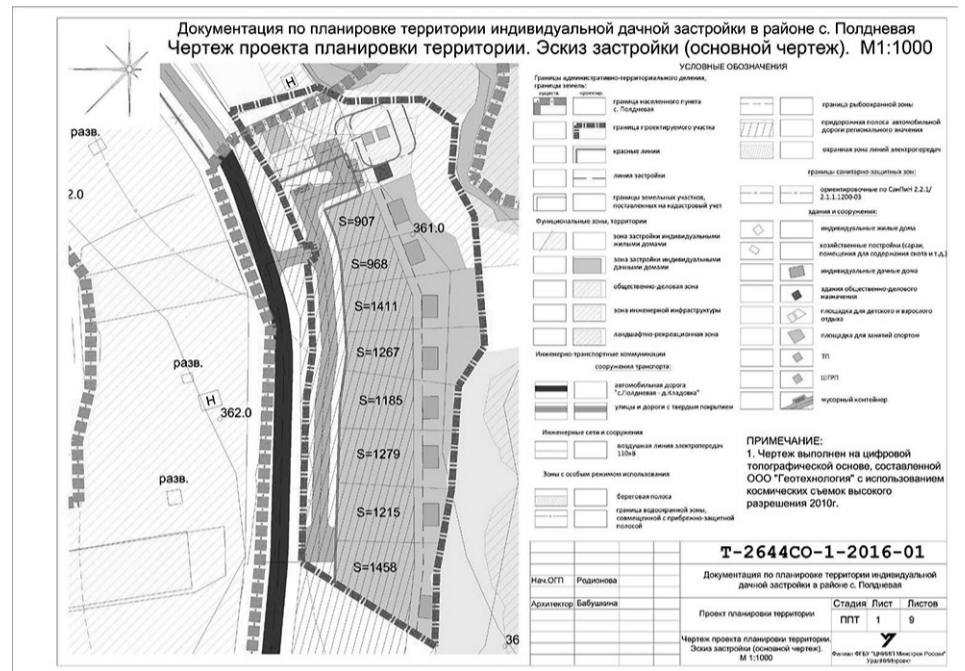 Документация по планировке территории индивидуальной дачной застройки в районе с. Полдневая
Чертеж проекта планировки территории. Эскиз застройки (основной чертеж). М1:1000
Н
разв.
2.0
S=907
361.0
S=968
S=1411
S=1267
разв.
S=1185
Н
362.0
S=1279
разв.
S=1215
S=1458
36
УСЛОВНЫЕ ОБОЗНАЧЕНИЯ
Границы административно-территориального деления,
границы земель:
существ. проектир.
граница населенного пункта
с. Полдневая
граница проектируемого участка
красные линии
линия застройки
границы земельных участков,
поставленных на кадастровый учет
Функциональные зоны, территории
зона застройки индивидуальными
жилыми домами
зона застройки индивидуальными
дачными домами
общественно-деловая зона
зона инженерной инфраструктуры
ландшафтно-рекреационная зона
Инженерно-транспортные коммуникации
сооружения транспорта:
автомобильная дорога
"с.Полдневая - д.Кладовка"
улицы и дороги с твердым покрытием
Инженерные сети и сооружения
воздушная линия электропередач
110кВ
Зоны с особым режимом использования
береговая полоса
граница водоохранной зоны,
совмещенной с прибрежно-защитной
полосой
граница рыбоохранной зоны
придорожная полоса автомобильной
дороги регионального значения
охранная зона линий электропередач
границы санитарно-защитных зон:
ориентировочные по СанПиН 2.2.1/
2.1.1.1200-03
здания и сооружения:
индивидуальные жилые дома
хозяйственные постройки (сараи,
помещения для содержания скота и т.д.)
индивидуальные дачные дома
здания общественно-делового
назначения
площадка для детского и взрослого
отдыха
площадка для занятий спортом
ТП
ШГРП
мусорный контейнер
ПРИМЕЧАНИЕ:
1. Чертеж выполнен на цифровой
топографической основе, составленной
ООО "Геотехнология" с использованием
космических съемок высокого
разрешения 2010г.
Т-2644СО-1-2016-01
Нач.ОГП Родионова
Документация по планировке территории индивидуальной
дачной застройки в районе с. Полдневая
Архитектор Бабушкина
Проект планировки территории
Стадия Лист Листов
ППТ 1 9
Чертеж проекта планировки территории.
Эскиз застройки (основной чертеж).
М 1:1000
Филиал ФГБУ "ЦНИИП Минстроя России"
УралНИИпроект